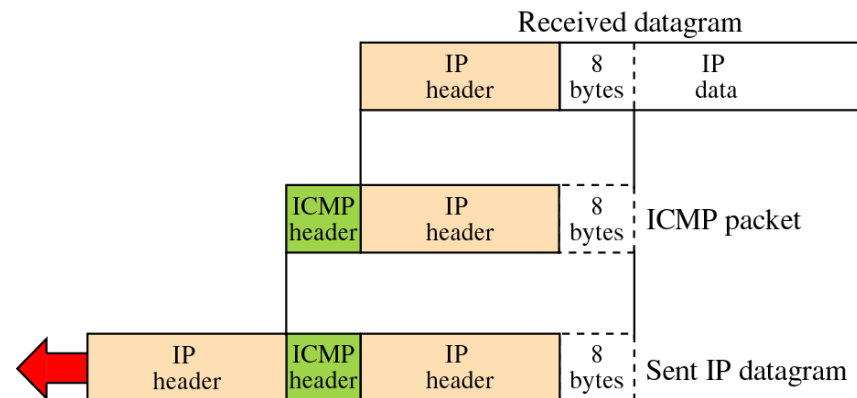 Received datagram
IP header
8 bytes
IP data
ICMP header
IP header
8 bytes
ICMP packet
IP header
ICMP header
IP header
8 bytes
Sent IP datagram